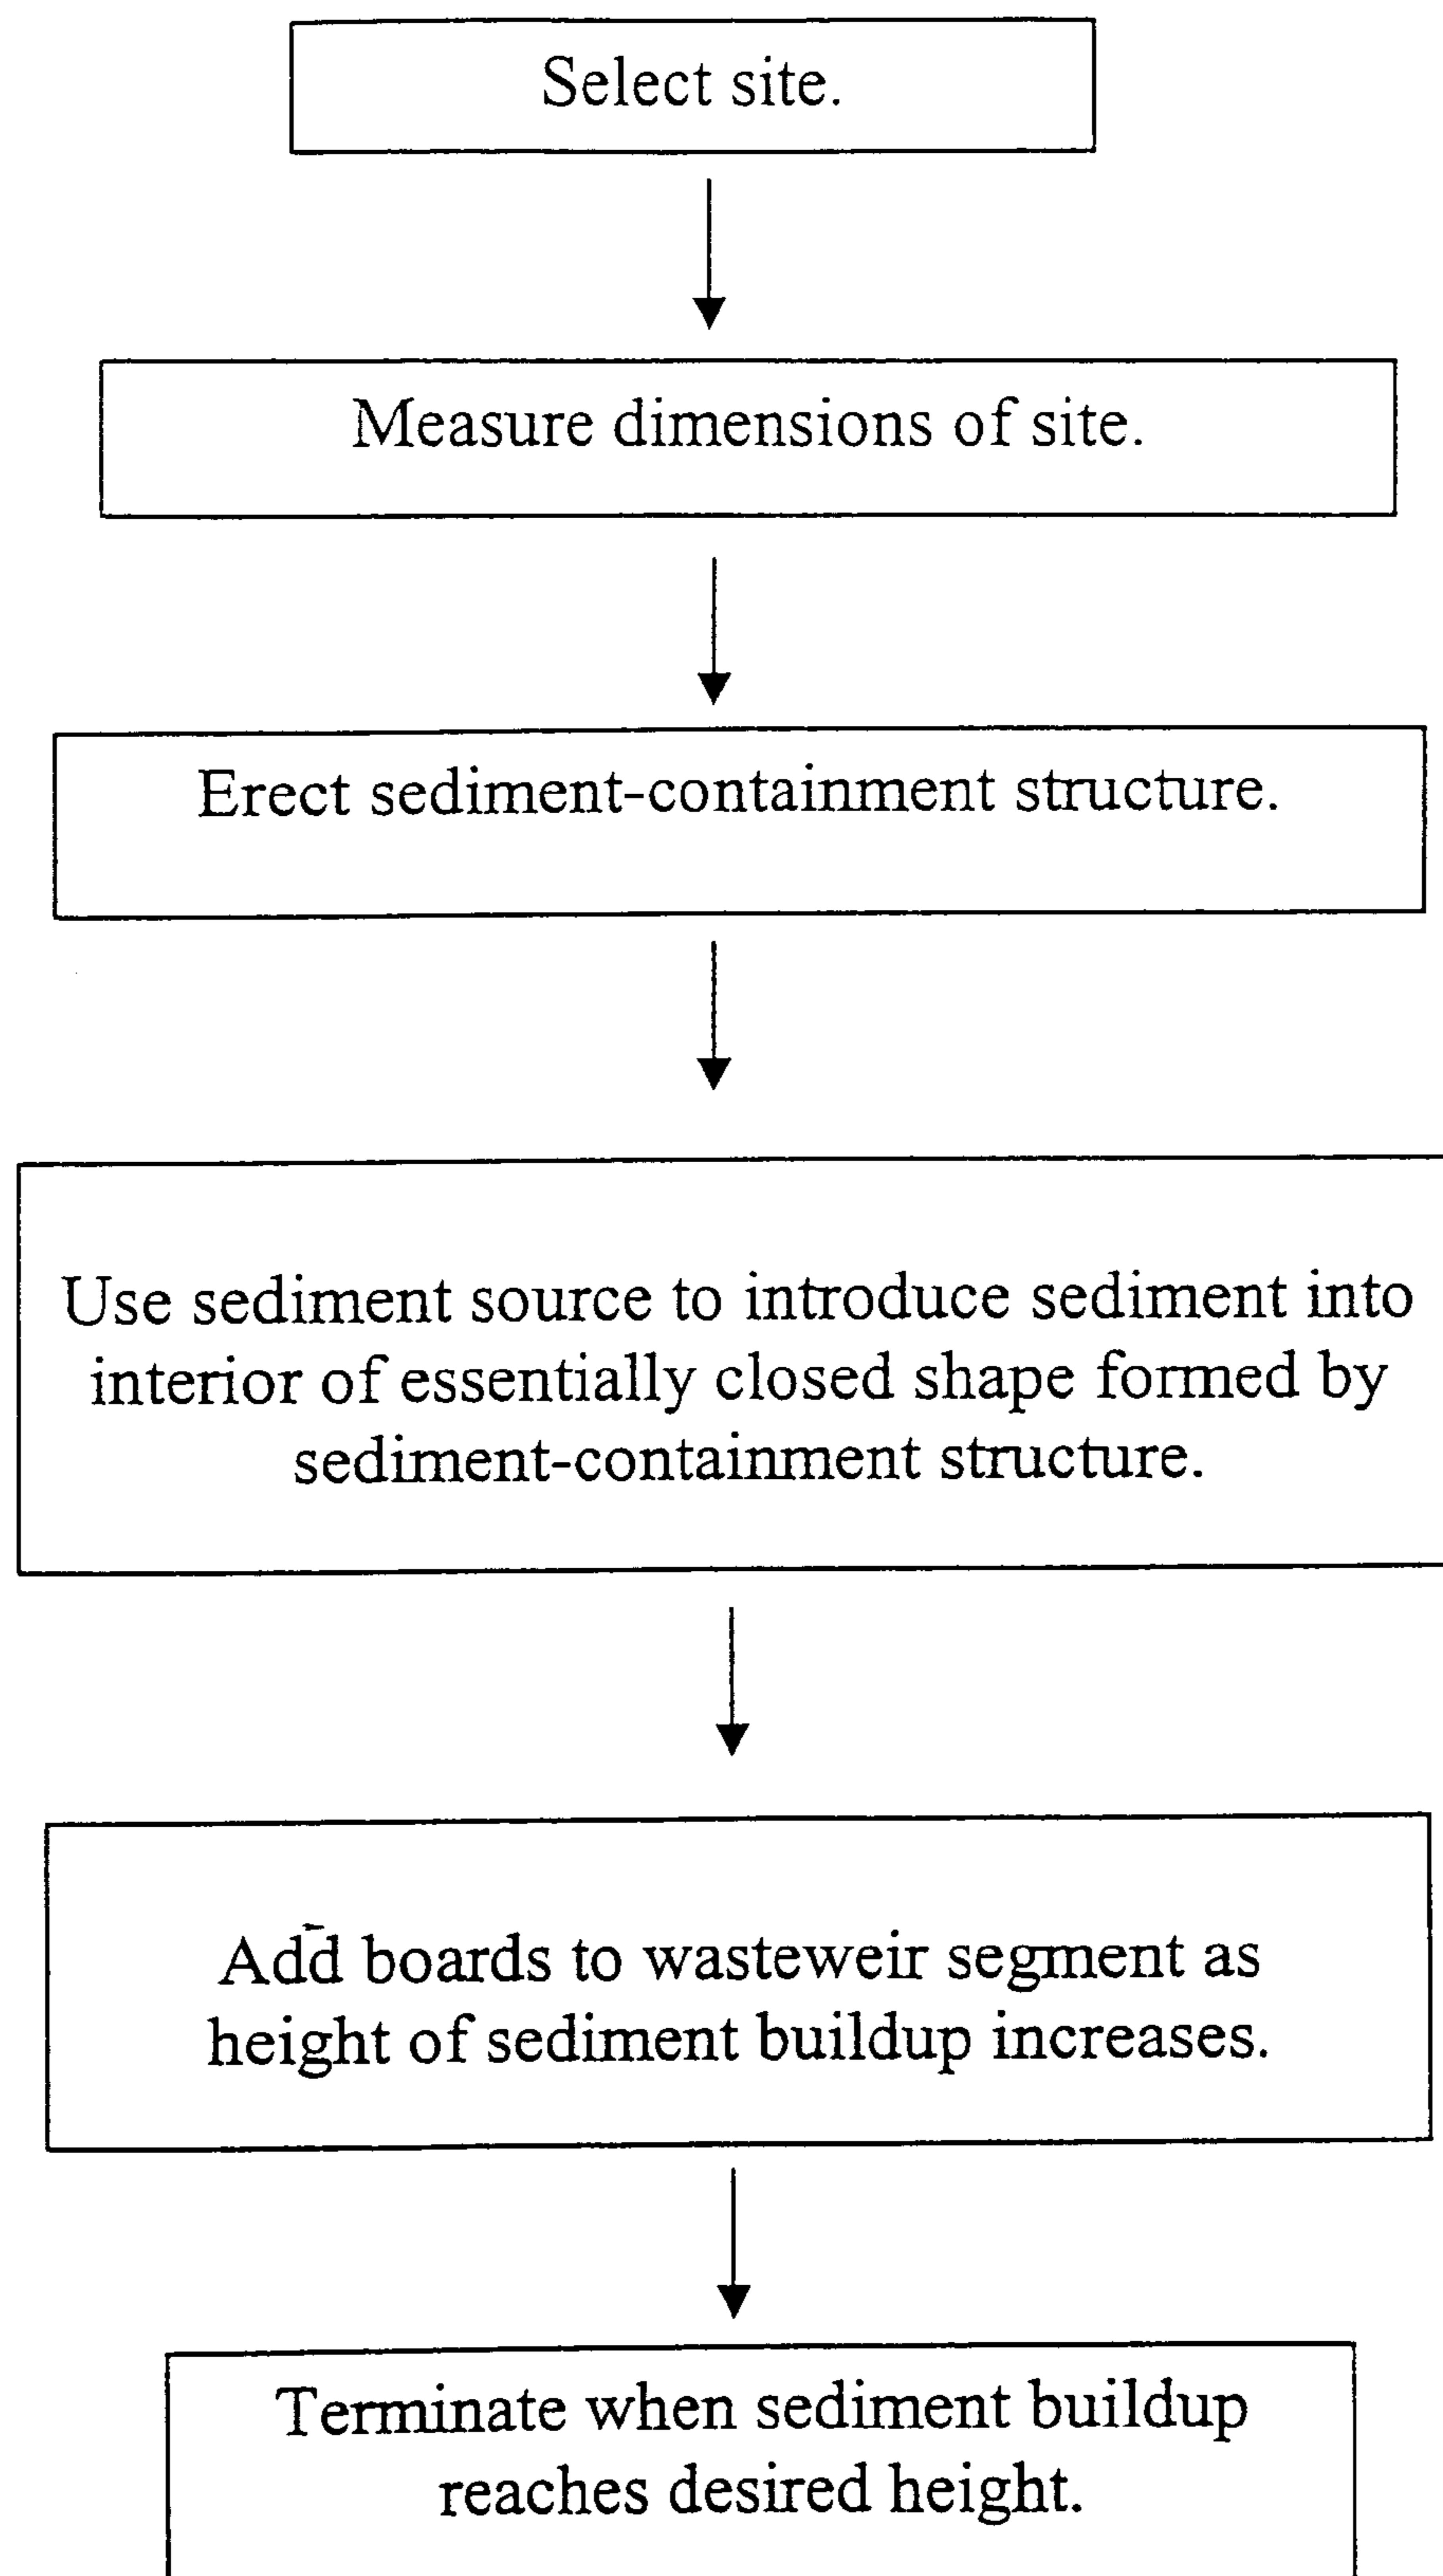 Select site.
Measure dimensions of site.
Erect sediment-containment structure.
Use sediment source to introduce sediment into
interior of essentially closed shape formed by
sediment-containment structure.
Add boards to wasteweir segment as
height of sediment buildup increases.
Terminate when sediment buildup
reaches desired height.